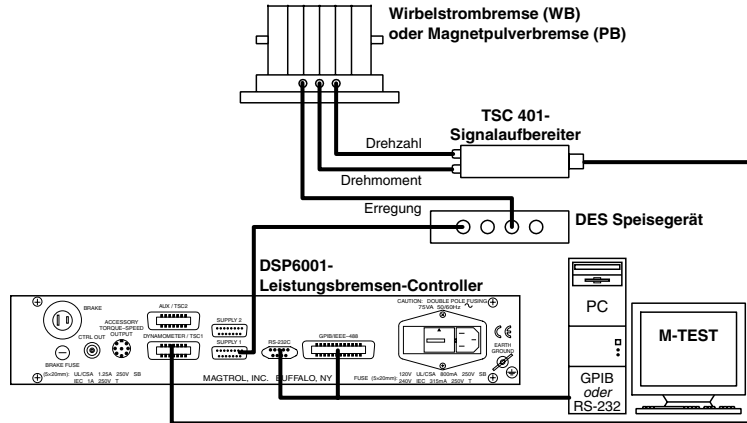 Wirbelstrombremse (WB)
oder Magnetpulverbremse (PB)
TSC 401-
Signalaufbereiter
Drehzahl
Drehmoment
Erregung
DES Speisegerät
DSP6001-
Leistungsbremsen-Controller
BRAKE
ACCESSORY
TORQUE–SPEED
OUTPUT
CTRL OUT
BRAKE FUSE
(5x20mm): UL/CSA 1.25A 250V SB
IEC 1A 250V T
AUX / TSC2
DYNAMOMETER / TSC1
SUPPLY 2
SUPPLY 1
RS-232C
GPIB/IEEE–488
MAGTROL, INC. BUFFALO, NY
CAUTION: DOUBLE POLE FUSING
75VA 50/60Hz
CE
EARTH
GROUND
FUSE (5x20mm): 120V UL/CSA 800mA 250V SB
240V IEC 315mA 250V T
PC
GPIB
oder
RS-232
M-TEST